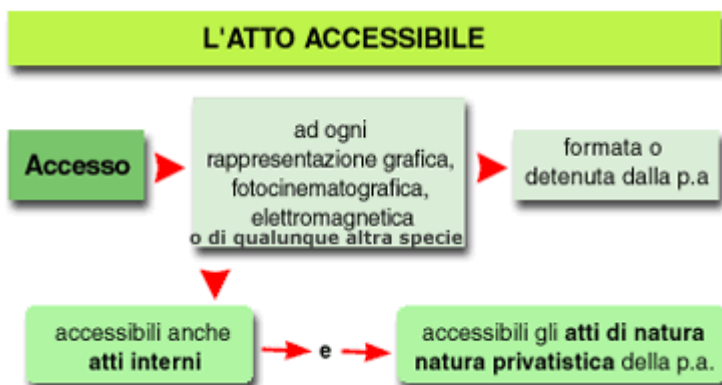 L'ATTO ACCESSIBILE
Accesso
ad ogni
rappresentazione grafica,
fotocinematografica,
elettromagnetica
o di qualunque altra specie
formata o
detenuta dalla p.a
accessibili anche
atti interni
e
accessibili gli atti di natura
natura privatistica della p.a.